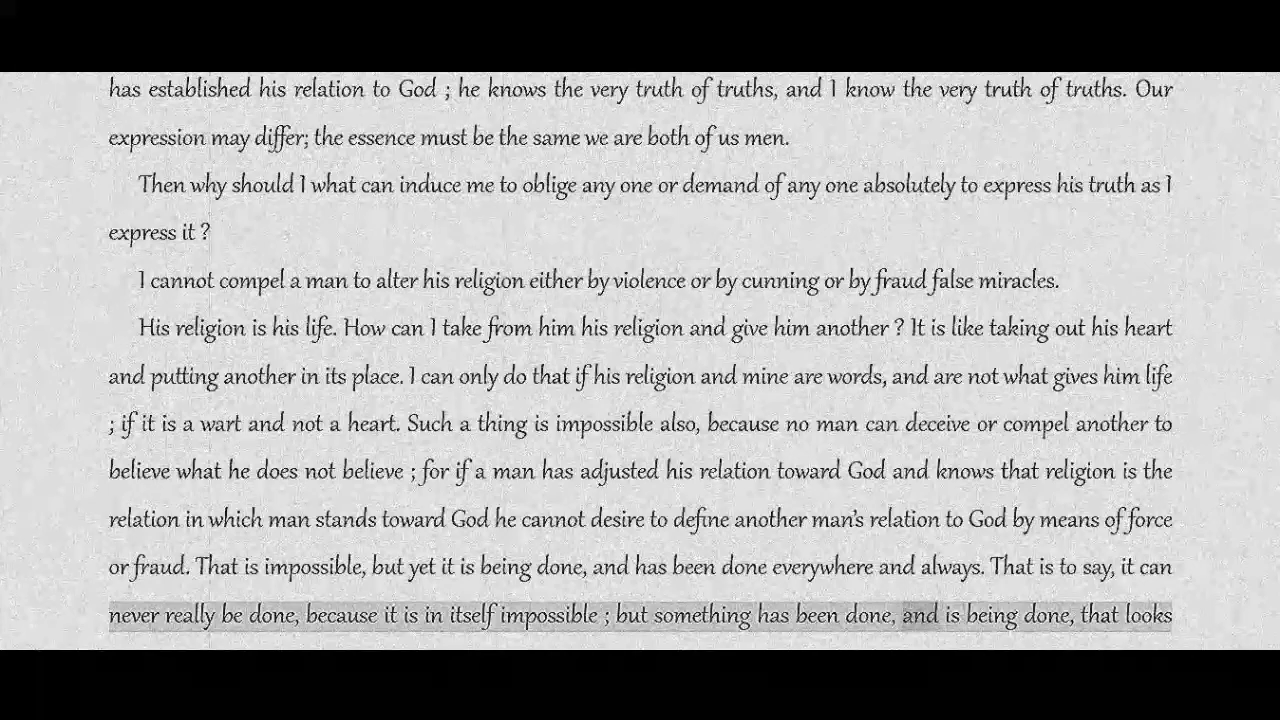 has established his relation to God ; he knows the very truth of truths, and I know the very truth of truths. Our
expression may differ; the essence must be the same we are both of us men.
Then why should I what can induce me to oblige any one or demand of any one absolutely to express his truth as I
express it ?
I cannot compel a man to alter his religion either by violence or by cunning or by fraud false miracles.
His religion is his life. How can I take from him his religion and give him another ? It is like taking out his heart
and putting another in its place. I can only do that if his religion and mine are words, and are not what gives him life
; if it is a wart and not a heart. Such a thing is impossible also, because no man can deceive or compel another to
believe what he does not believe ; for if a man has adjusted his relation toward God and knows that religion is the
relation in which man stands toward God he cannot desire to define another man's relation to God by means of force
or fraud. That is impossible, but yet it is being done, and has been done everywhere and always. That is to say, it can
never really be done, because it is in itself impossible ; but something has been done, and is being done, that looks